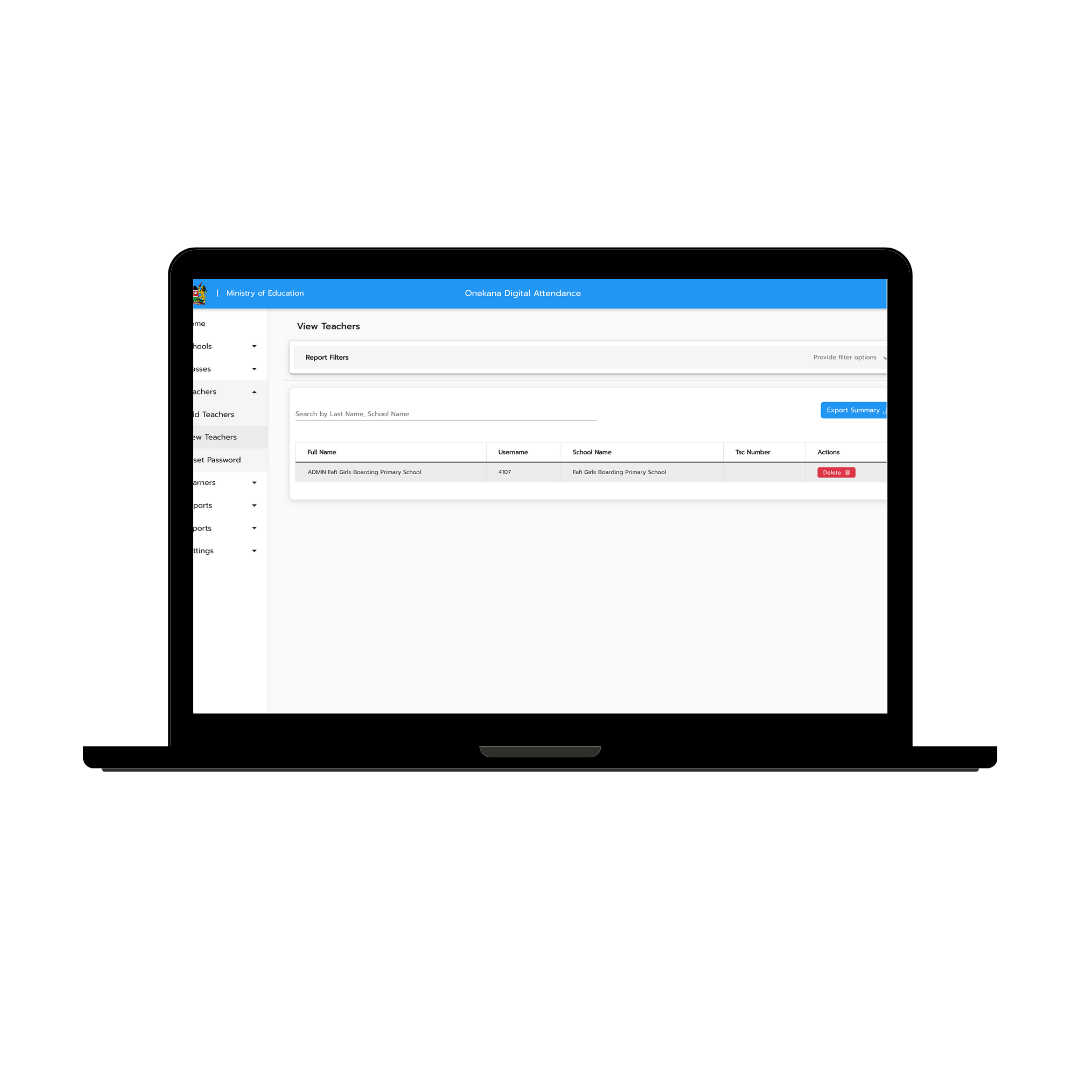 | Ministry of Education
Onekana Digital Attendance
ome
hools
asses
achers
ld Teachers
ew Teachers
set Password
arners
ports
ports
ttings
View Teachers
Report Filters
Provide filter options
Search by Last Name, School Name
Export Summary
Full Name Username School Name Tsc Number Actions
ADMIN Fafi Girls Boarding Primary School 4107 Fafi Girls Boarding Primary School Delete